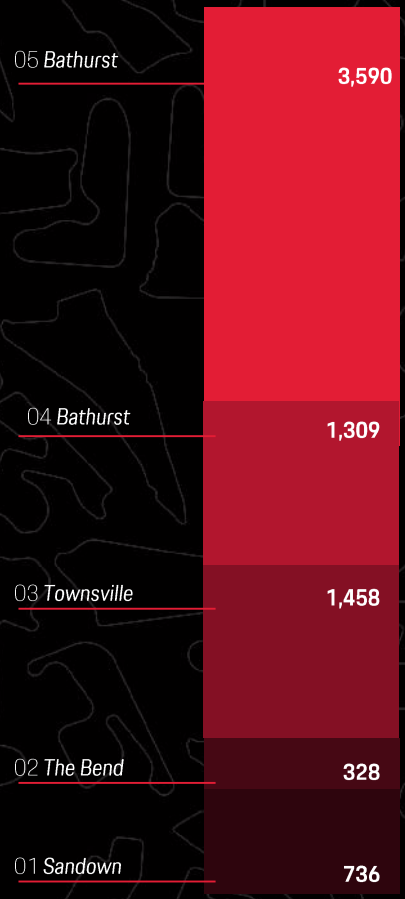 05 Bathurst
3,590
04 Bathurst
1,309
03 Townsville
1,458
02 The Bend
328
01 Sandown
736